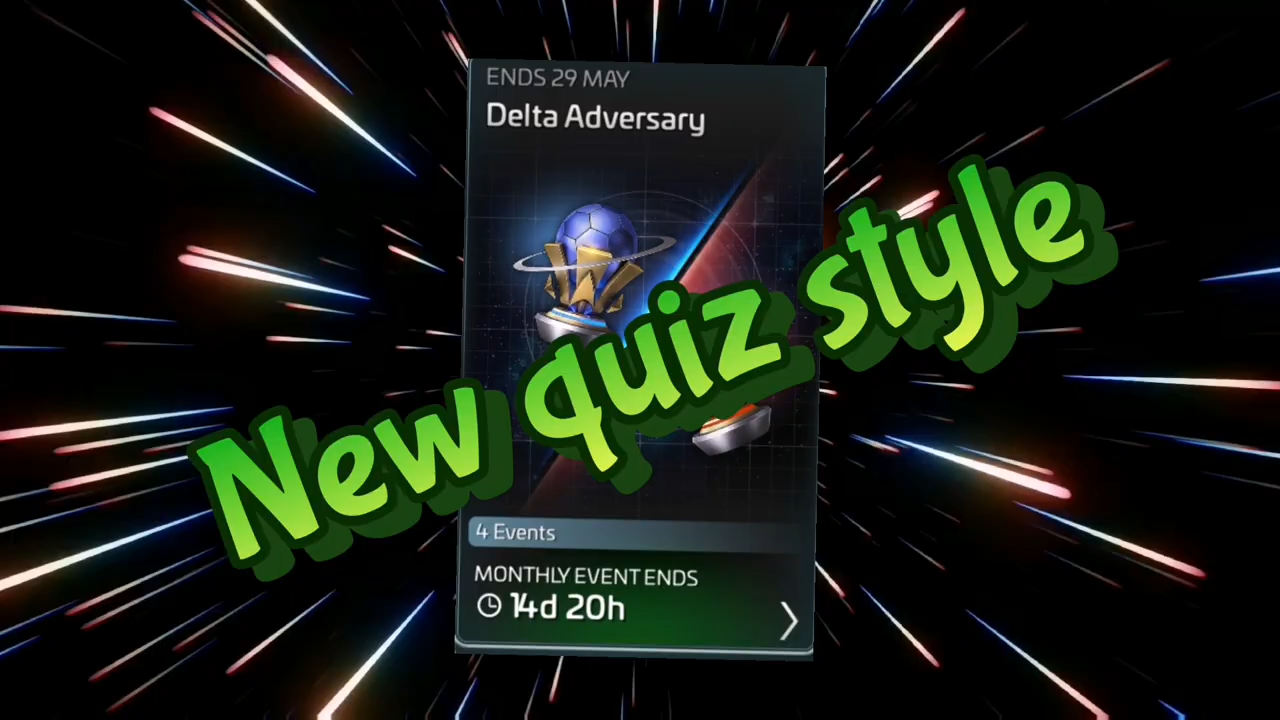 ENDS 29 MAY
Delta Adversary
New quiz style
4 Events
MONTHLY EVENT ENDS
14d 20h